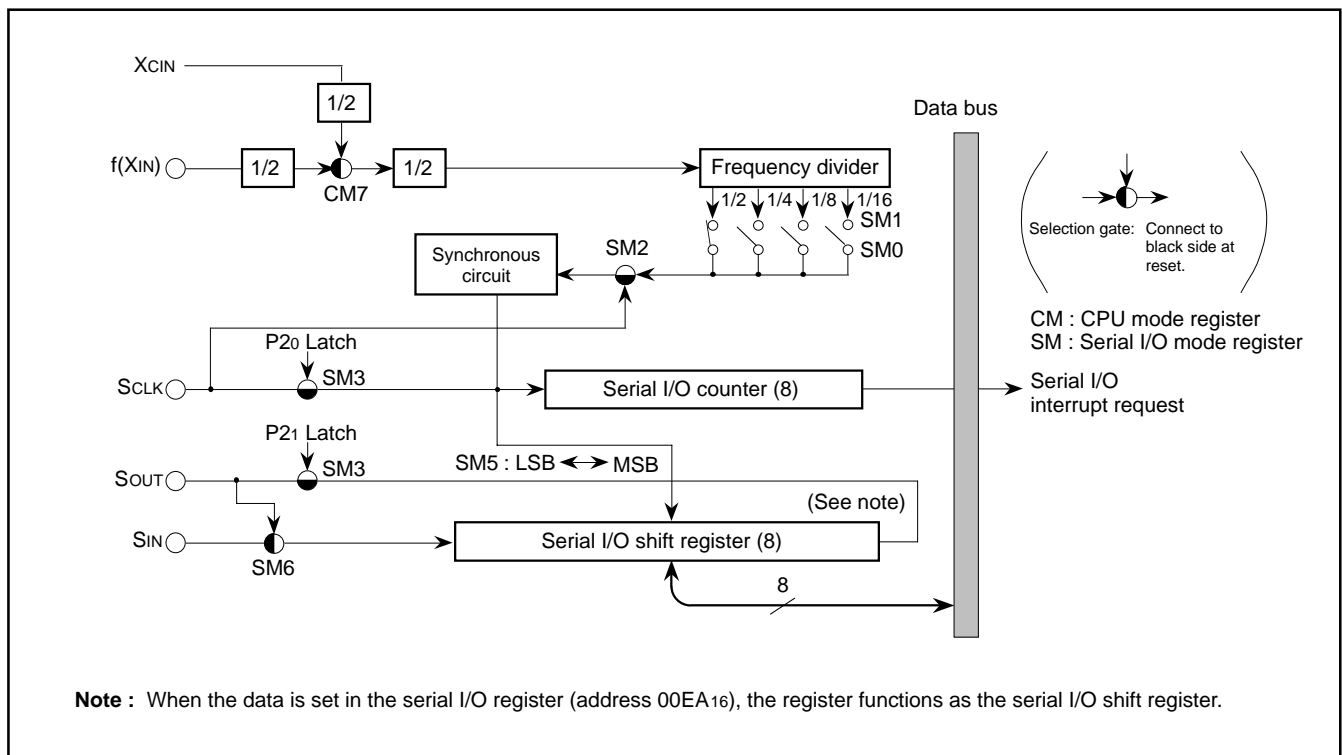 XCIN
1/2
Data bus
f(XIN)
1/2
CM7
1/2
Frequency divider
1/2
1/4
1/8
1/16
SM1
SM0
Selection gate: Connect to
black side at
reset.
Synchronous
circuit
SM2
CM : CPU mode register
SM : Serial I/O mode register
P20 Latch
SCLK
SM3
Serial I/O counter (8)
Serial I/O
interrupt request
P21 Latch
SOUT
SM3
SM5 : LSB
MSB
(See note)
SIN
SM6
Serial I/O shift register (8)
8
Note : When the data is set in the serial I/O register (address 00EA16), the register functions as the serial I/O shift register.